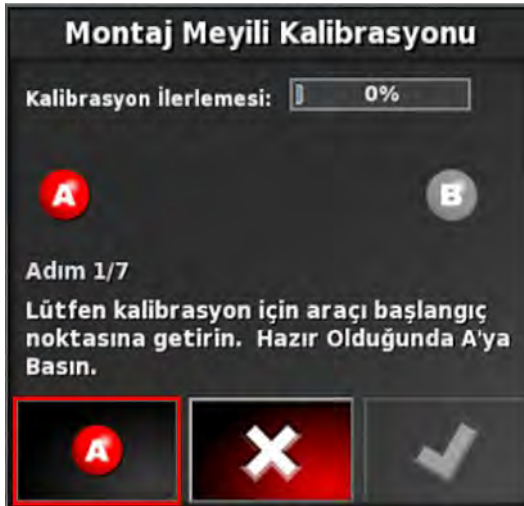 Montaj Meyili Kalibrasyonu
Kalibrasyon İlerlemesi: 0%
A B
Adım 1/7
Lütfen kalibrasyon için aracı başlangıç
noktasına getirin. Hazır Olduğunda A'ya
Basın.
A